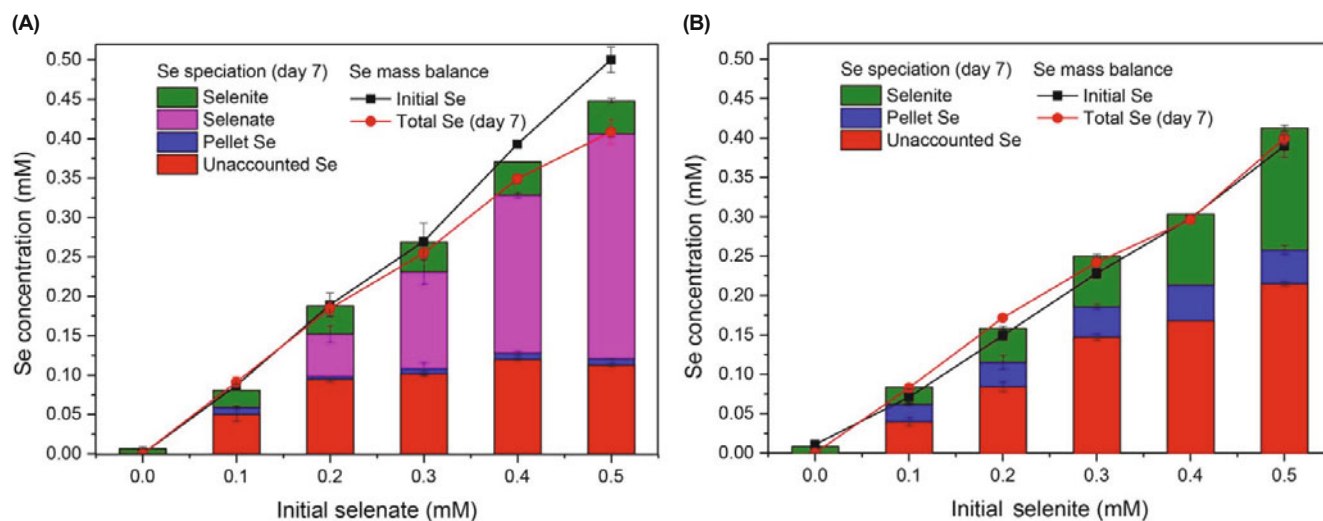 (A)
0.50
0.45
0.40
0.35
0.30
0.25
0.20
0.15
0.10
0.05
0.00
Se concentration (mM)
Se speciation (day 7)
Selenite
Selenate
Pellet Se
Unaccounted Se
Se mass balance
Initial Se
Total Se (day 7)
0.0 0.1 0.2 0.3 0.4 0.5
Initial selenate (mM)
(B)
0.50
0.45
0.40
0.35
0.30
0.25
0.20
0.15
0.10
0.05
0.00
Se concentration (mM)
Se speciation (day 7)
Selenite
Pellet Se
Unaccounted Se
Se mass balance
Initial Se
Total Se (day 7)
0.0 0.1 0.2 0.3 0.4 0.5
Initial selenite (mM)